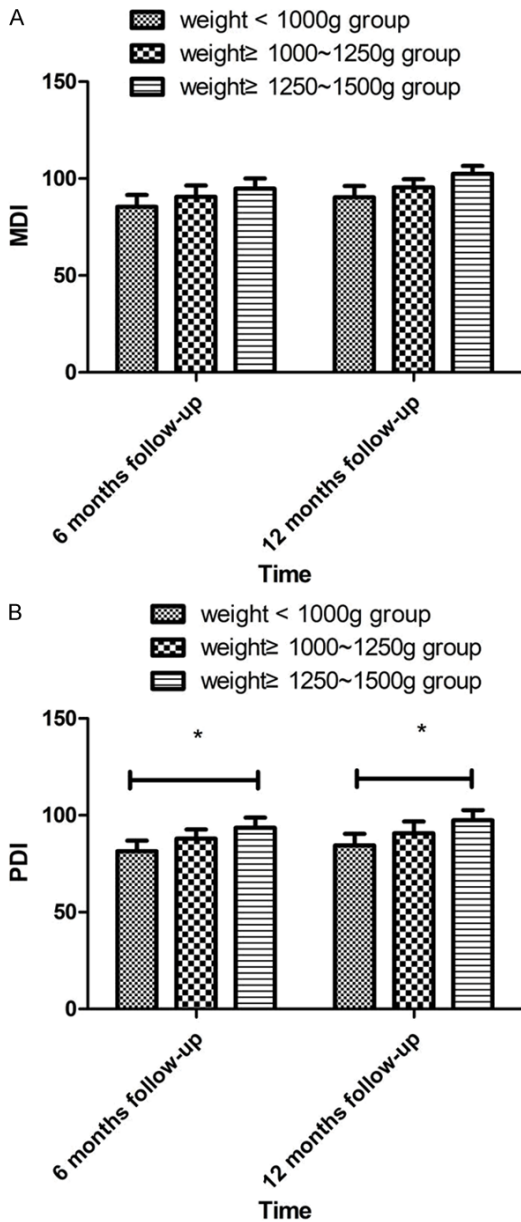 A
weight < 1000g group
weight≥ 1000~1250g group
weight≥ 1250~1500g group
150
100
50
0
MDI
6 months follow-up
12 months follow-up
Time
B
weight < 1000g group
weight≥ 1000~1250g group
weight≥ 1250~1500g group
150
100
50
0
PDI
*
*
6 months follow-up
12 months follow-up
Time